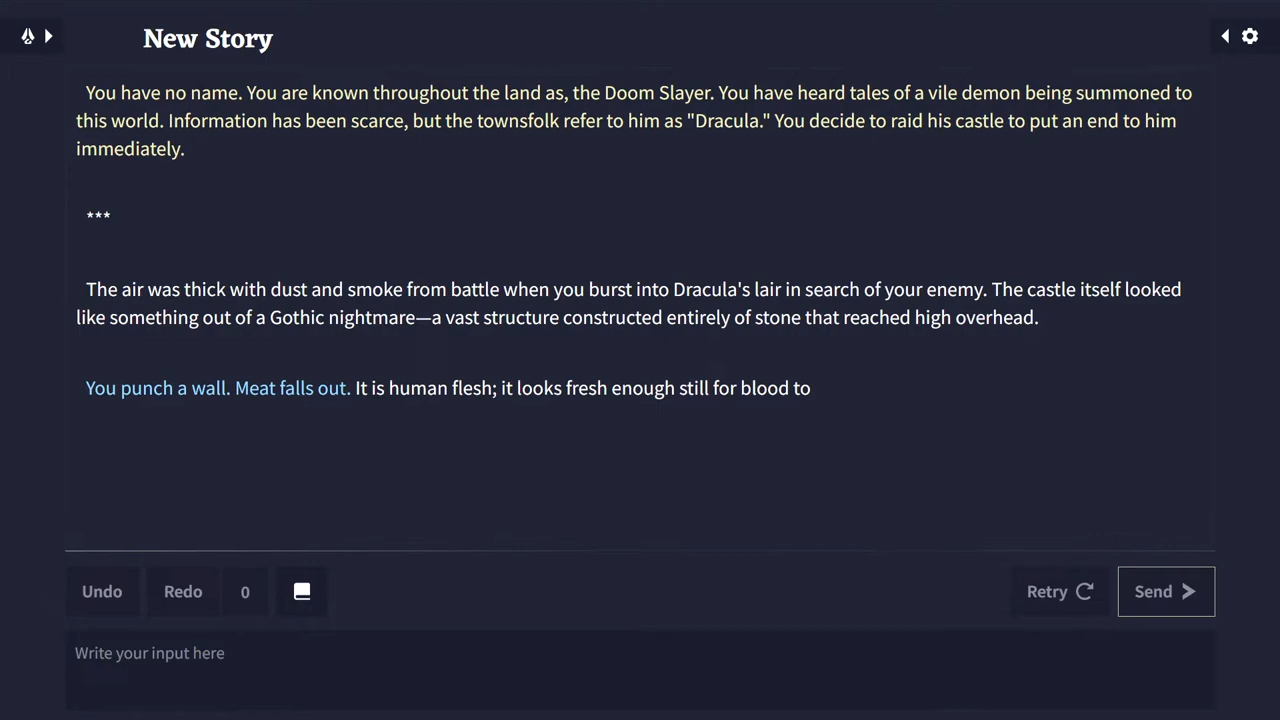 New Story
You have no name. You are known throughout the land as, the Doom Slayer. You have heard tales of a vile demon being summoned to
this world. Information has been scarce, but the townsfolk refer to him as "Dracula." You decide to raid his castle to put an end to him
immediately.
***
The air was thick with dust and smoke from battle when you burst into Dracula's lair in search of your enemy. The castle itself looked
like something out of a Gothic nightmare—a vast structure constructed entirely of stone that reached high overhead.
You punch a wall. Meat falls out. It is human flesh; it looks fresh enough still for blood to
Undo Redo 0 Retry Send
Write your input here